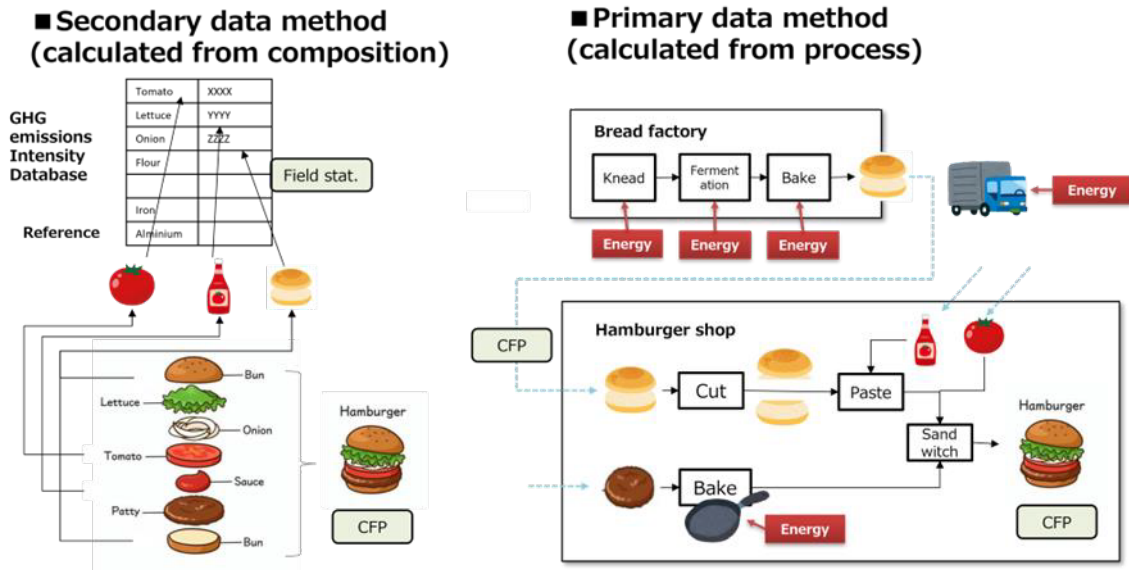 ■Secondary data method
(calculated from composition)
GHG
emissions
Intensity
Database
Reference
Tomato XXXX
Lettuce YYYY
Onion ZZZZ
Flour
Iron
Alminium
Field stat.
Bun
Lettuce
Onion
Tomato
Sauce
Patty
Bun
Hamburger
CFP
■Primary data method
(calculated from process)
Bread factory
Knead
Ferment
ation
Bake
Energy
Energy
Energy
Energy
CFP
Hamburger shop
Cut
Paste
Sand
witch
Bake
Energy
Hamburger
CFP